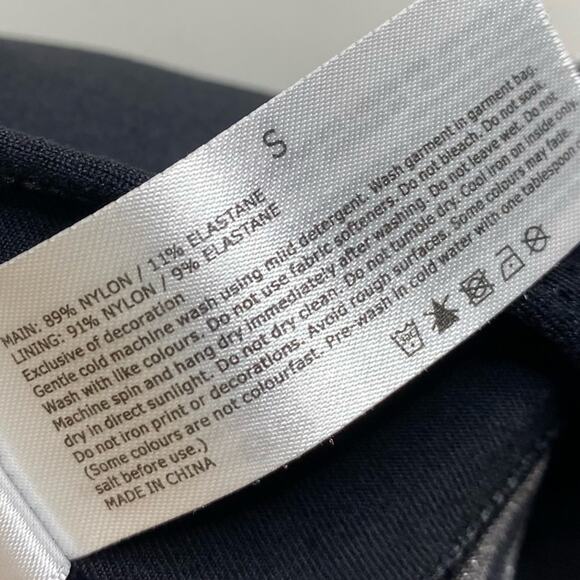 S
MAIN: 89% NYLON / 11% ELASTANE
LINING: 91% NYLON / 9% ELASTANE
Exclusive of decoration
Gentle cold machine wash using mild detergent. Wash garment in garment bag.
Wash with like colours. Do not use fabric softeners. Do not bleach. Do not soak.
Machine spin and hang dry immediately after washing. Do not leave wet. Do not
dry in direct sunlight. Do not dry clean. Do not tumble dry. Cool iron on inside only.
Do not iron print or decorations. Avoid rough surfaces. Some colours may fade.
(Some colours are not colourfast. Pre-wash in cold water with one tablespoon
salt before use.)
MADE IN CHINA